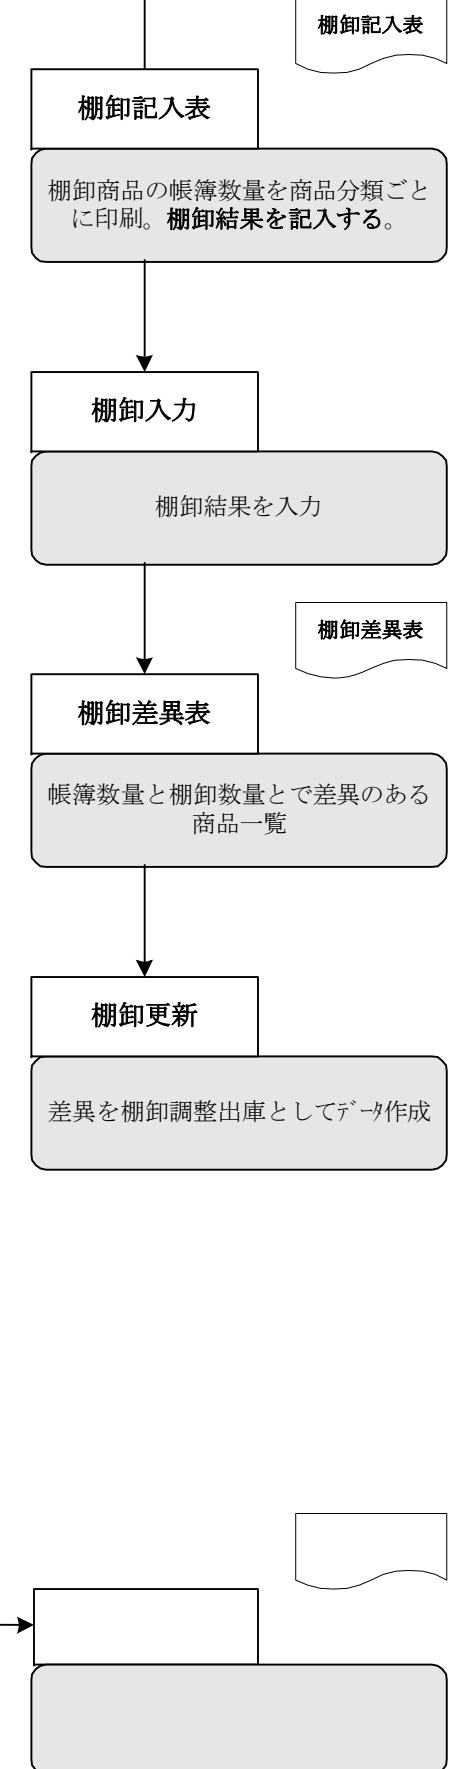 棚卸記入表
棚卸記入表
棚卸商品の帳簿数量を商品分類ごと
に印刷。棚卸結果を記入する。
棚卸入力
棚卸結果を入力
棚卸差異表
棚卸差異表
帳簿数量と棚卸数量とで差異のある
商品一覧
棚卸更新
差異を棚卸調整出庫としてﾃﾞｰﾀ作成